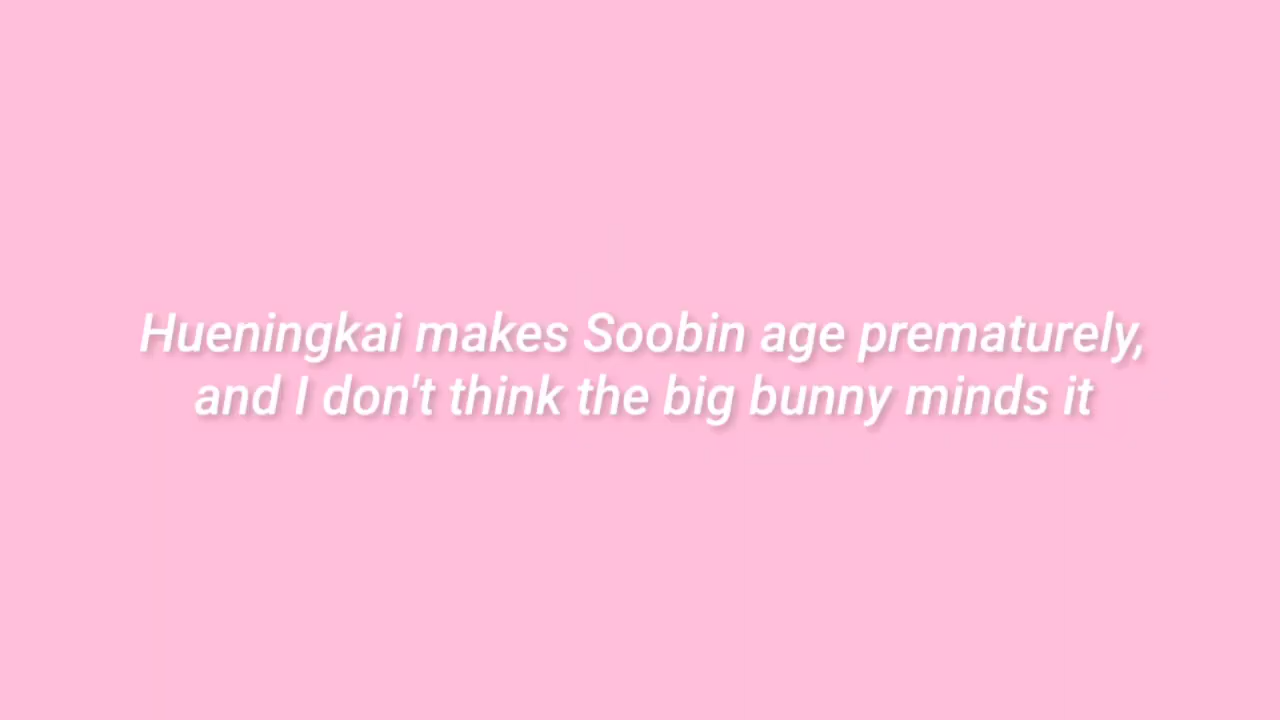 Hueningkai makes Soobin age prematurely,
and I don't think the big bunny minds it